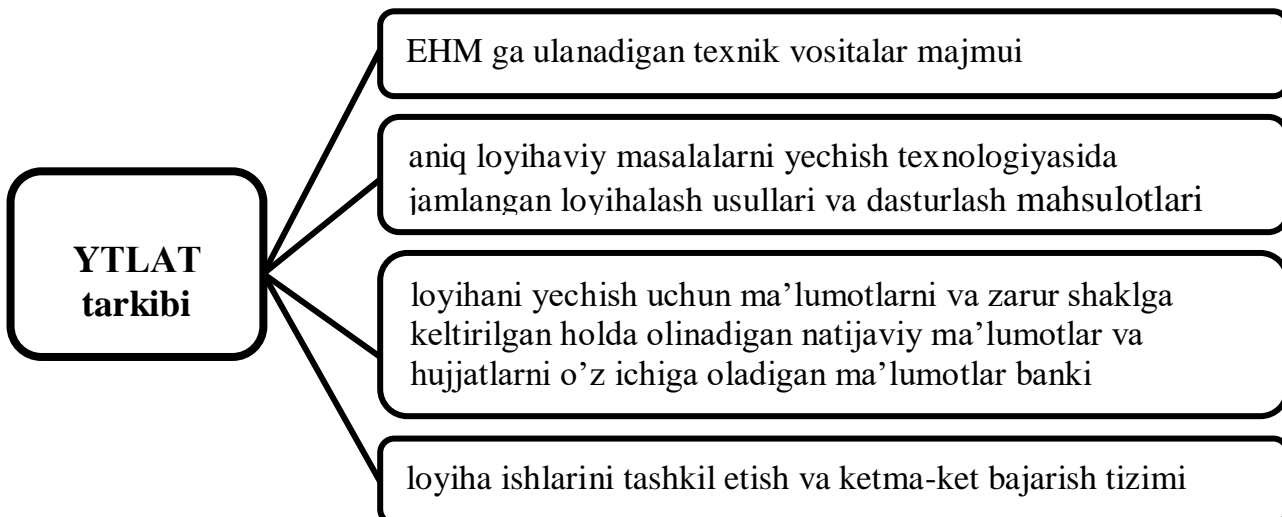 EHM ga ulanadigan texnik vositalar majmui
aniq loyihaviy masalalarni yechish texnologiyasida
jamlangan loyihalash usullari va dasturlash mahsulotlari
YTLAT
tarkibi
loyihani yechish uchun ma’lumotlarni va zarur shaklga
keltirilgan holda olinadigan natijaviy ma’lumotlar va
hujjatlarni o’z ichiga oladigan ma’lumotlar banki
loyiha ishlarini tashkil etish va ketma-ket bajarish tizimi